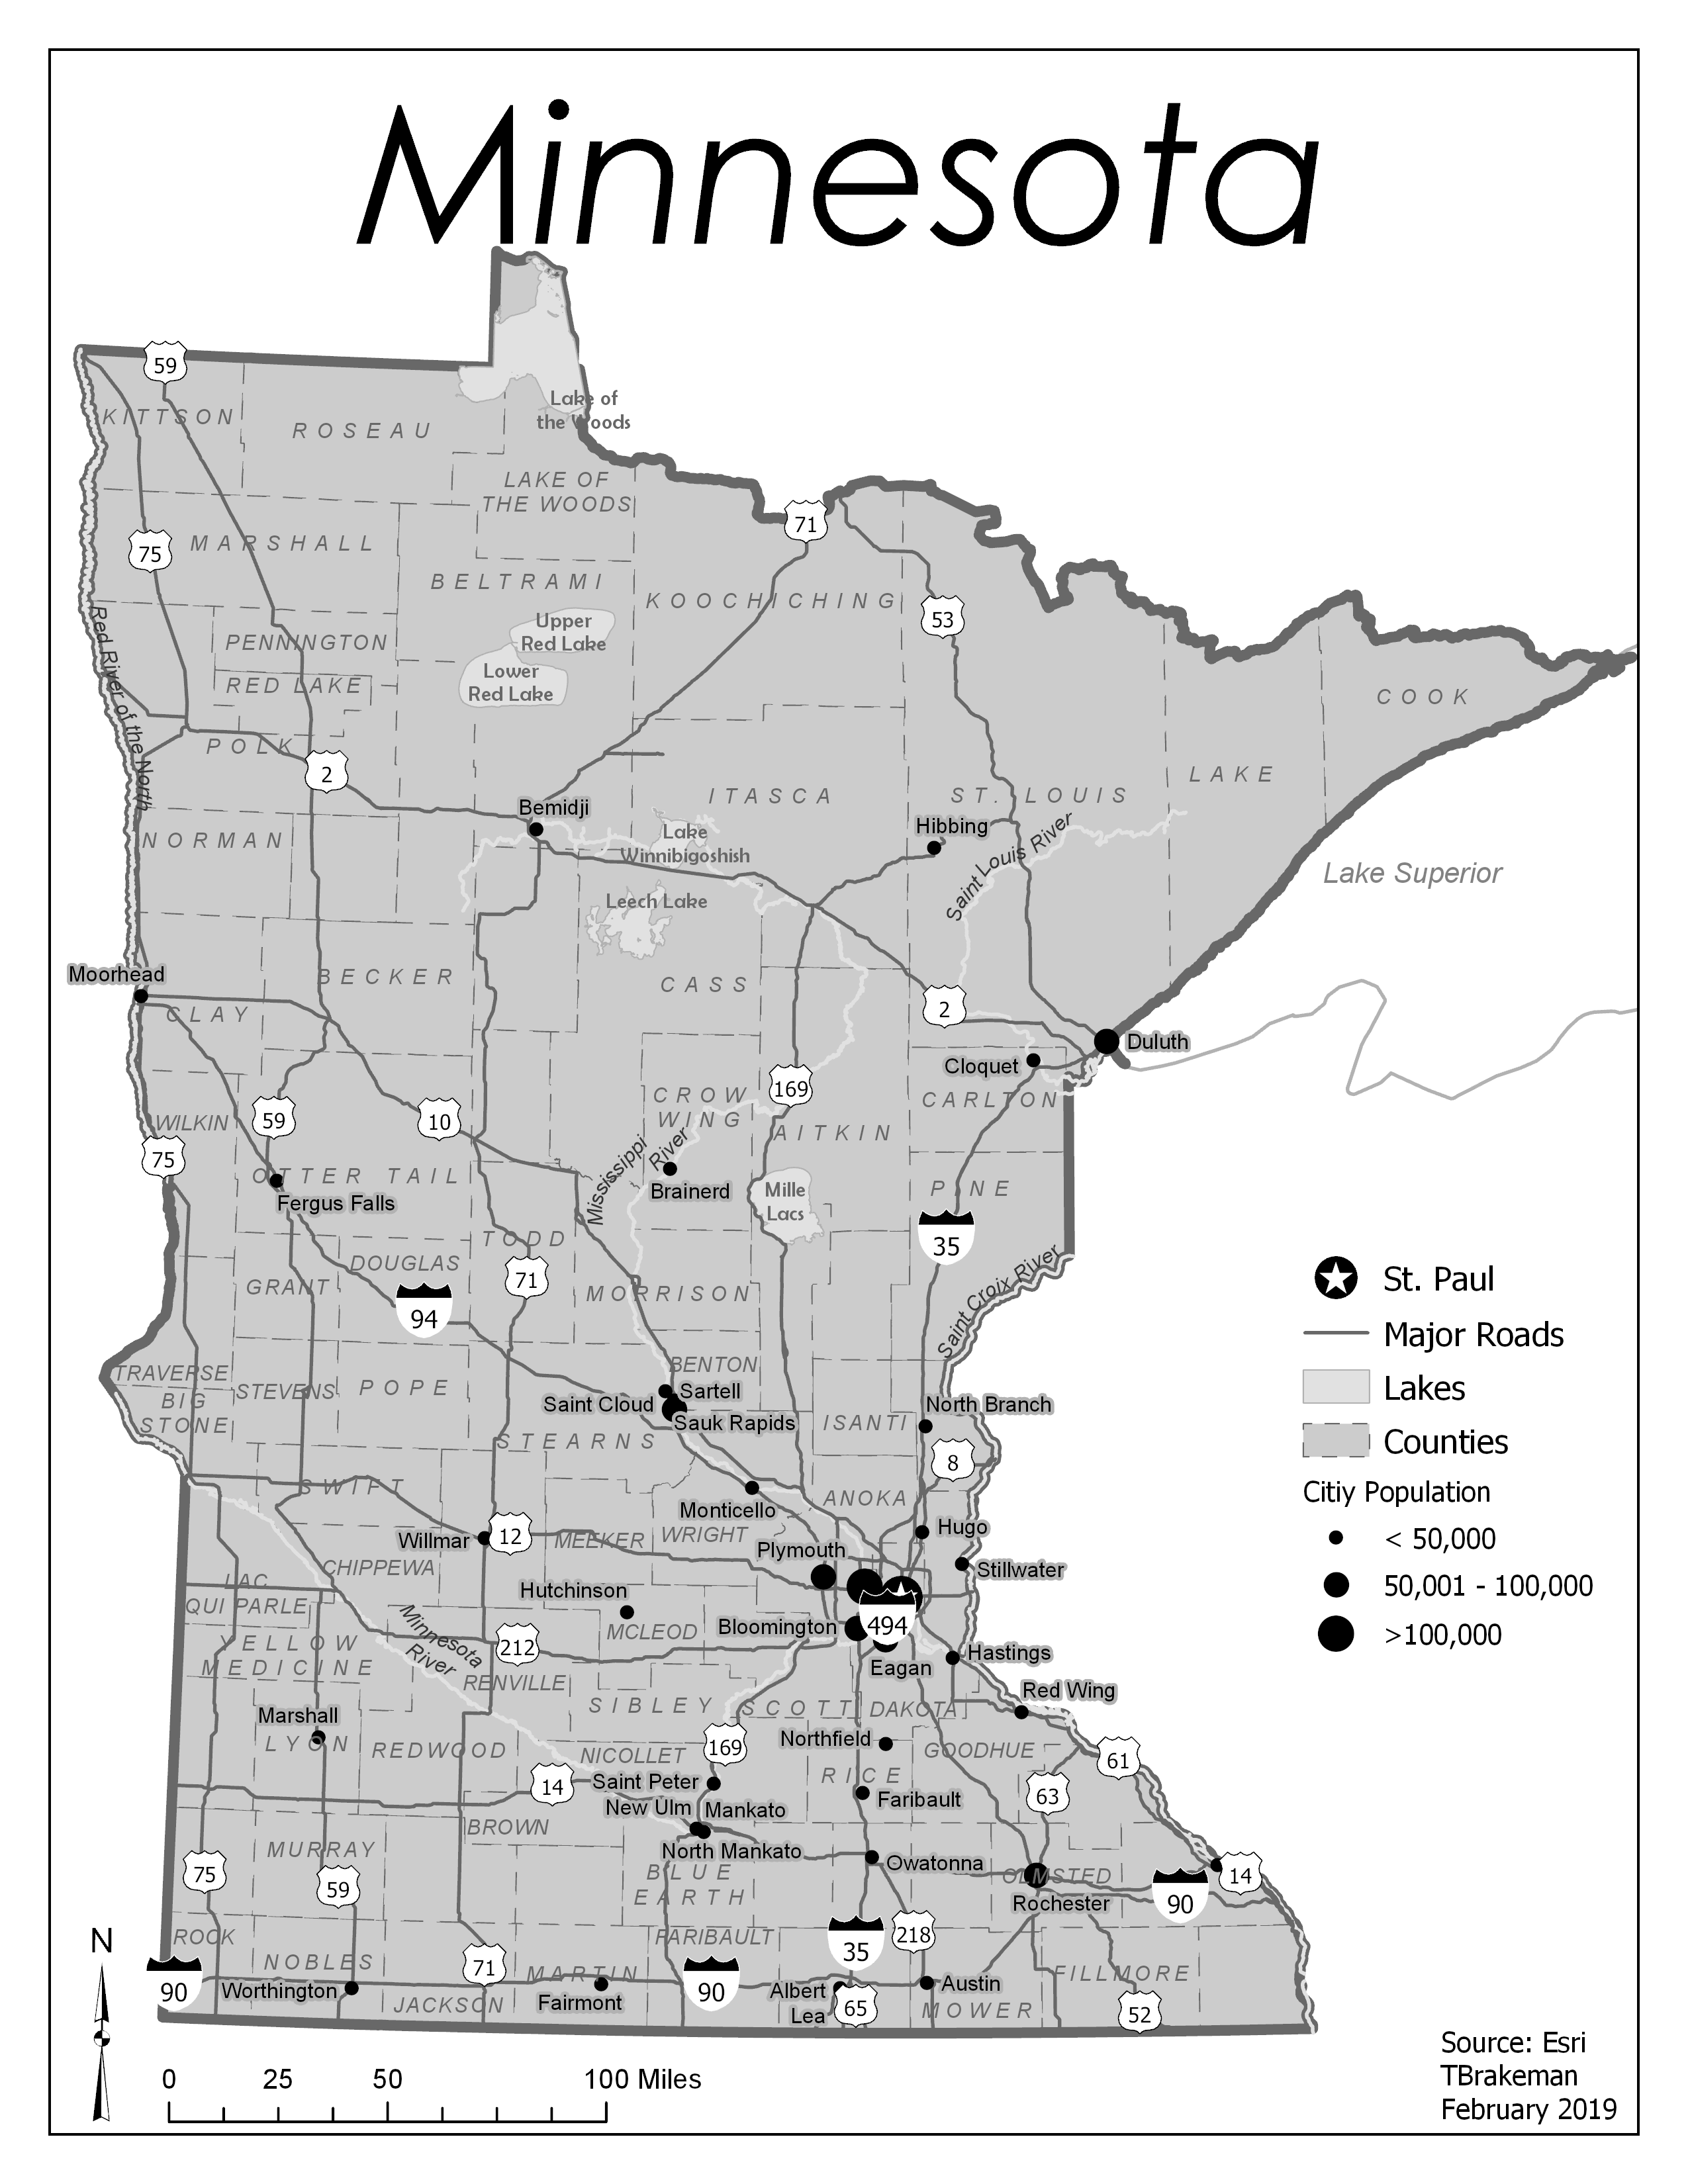 Minnesota
59
Lake of
the Woods
KITTSON
ROSEAU
LAKE OF
THE WOODS
71
75
MARSHALL
BELTRAMI
KOOCHICHING
53
Red River of the North
PENNINGTON
Upper
Red Lake
Lower
Red Lake
RED LAKE
COOK
POLK
2
LAKE
ITASCA
ST. LOUIS
Bemidji
Hibbing
Lake
Winnibigoshish
NORMAN
Saint Louis River
Lake Superior
Leech Lake
Moorhead
BECKER
CASS
CLAY
2
Duluth
Cloquet
169
CROW
WING
CARLTON
WILKIN
59
10
AITKIN
75
Mississippi
River
OTTER TAIL
Brainerd
Mille
Lacs
PINE
Fergus Falls
TODD
35
DOUGLAS
71
GRANT
MORRISON
Saint Croix River
94
St. Paul
Major Roads
Lakes
Counties
Citiy Population
< 50,000
50,001 - 100,000
>100,000
TRAVERSE
BENTON
BIG
STONE
STEVENS
POPE
Sartell
Saint Cloud
Sauk Rapids
North Branch
ISANTI
STEARNS
8
SWIFT
Monticello
ANOKA
Hugo
Willmar
12
MEEKER
WRIGHT
Plymouth
CHIPPEWA
Stillwater
LAC
QUI PARLE
Hutchinson
494
Minnesota
River
MCLEOD
Bloomington
YELLOW
MEDICINE
212
Eagan
Hastings
RENVILLE
Red Wing
SIBLEY
SCOTT
DAKOTA
Marshall
LYON
REDWOOD
NICOLLET
169
Northfield
GOODHUE
61
14
Saint Peter
RICE
63
New Ulm
Mankato
Faribault
BROWN
MURRAY
North Mankato
Owatonna
75
59
BLUE
EARTH
OLMSTED
Rochester
90
14
ROCK
FARIBAULT
35
218
N
NOBLES
71
MARTIN
FILLMORE
90
Worthington
JACKSON
Fairmont
90
Albert
Lea
65
Austin
MOWER
52
0 25 50 100 Miles
Source: Esri
TBrakeman
February 2019